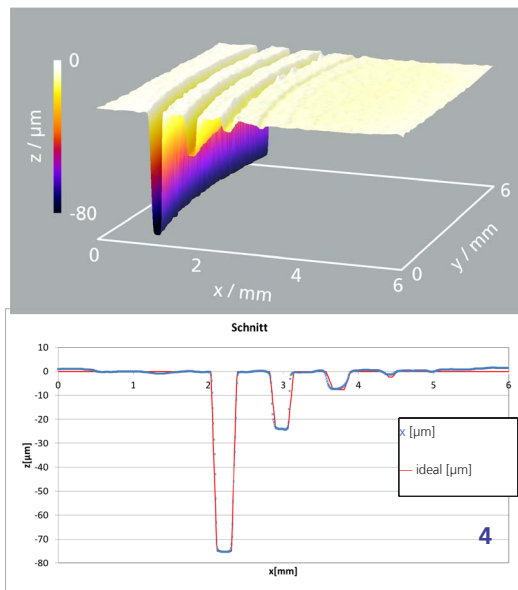 0
z / µm
-80
0
2
4
6
x / mm
0
6
y / mm
Schnitt
10
0
-10
-20
-30
-40
-50
-60
-70
-80
z[µm]
0 1 2 3 4 5 6
x[mm]
x [µm]
ideal [µm]
4